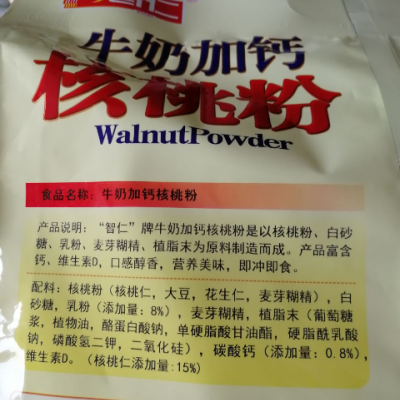 智仁
牛奶加钙
核桃粉
WalnutPowder
食品名称：牛奶加钙核桃粉
产品说明：“智仁”牌牛奶加钙核桃粉是以核桃粉、白砂
糖、乳粉、麦芽糊精、植脂末为原料制造而成。产品富含
钙、维生素D，口感醇香，营养美味，即冲即食。
配料：核桃粉（核桃仁，大豆，花生仁，麦芽糊精），白
砂糖，乳粉（添加量：8%），麦芽糊精，植脂末（葡萄糖
浆，植物油，酪蛋白酸钠，单硬脂酸甘油酯，硬脂酰乳酸
钠，磷酸氢二钾，二氧化硅），碳酸钙（添加量：0.8%），
维生素D。（核桃仁添加量：15%）